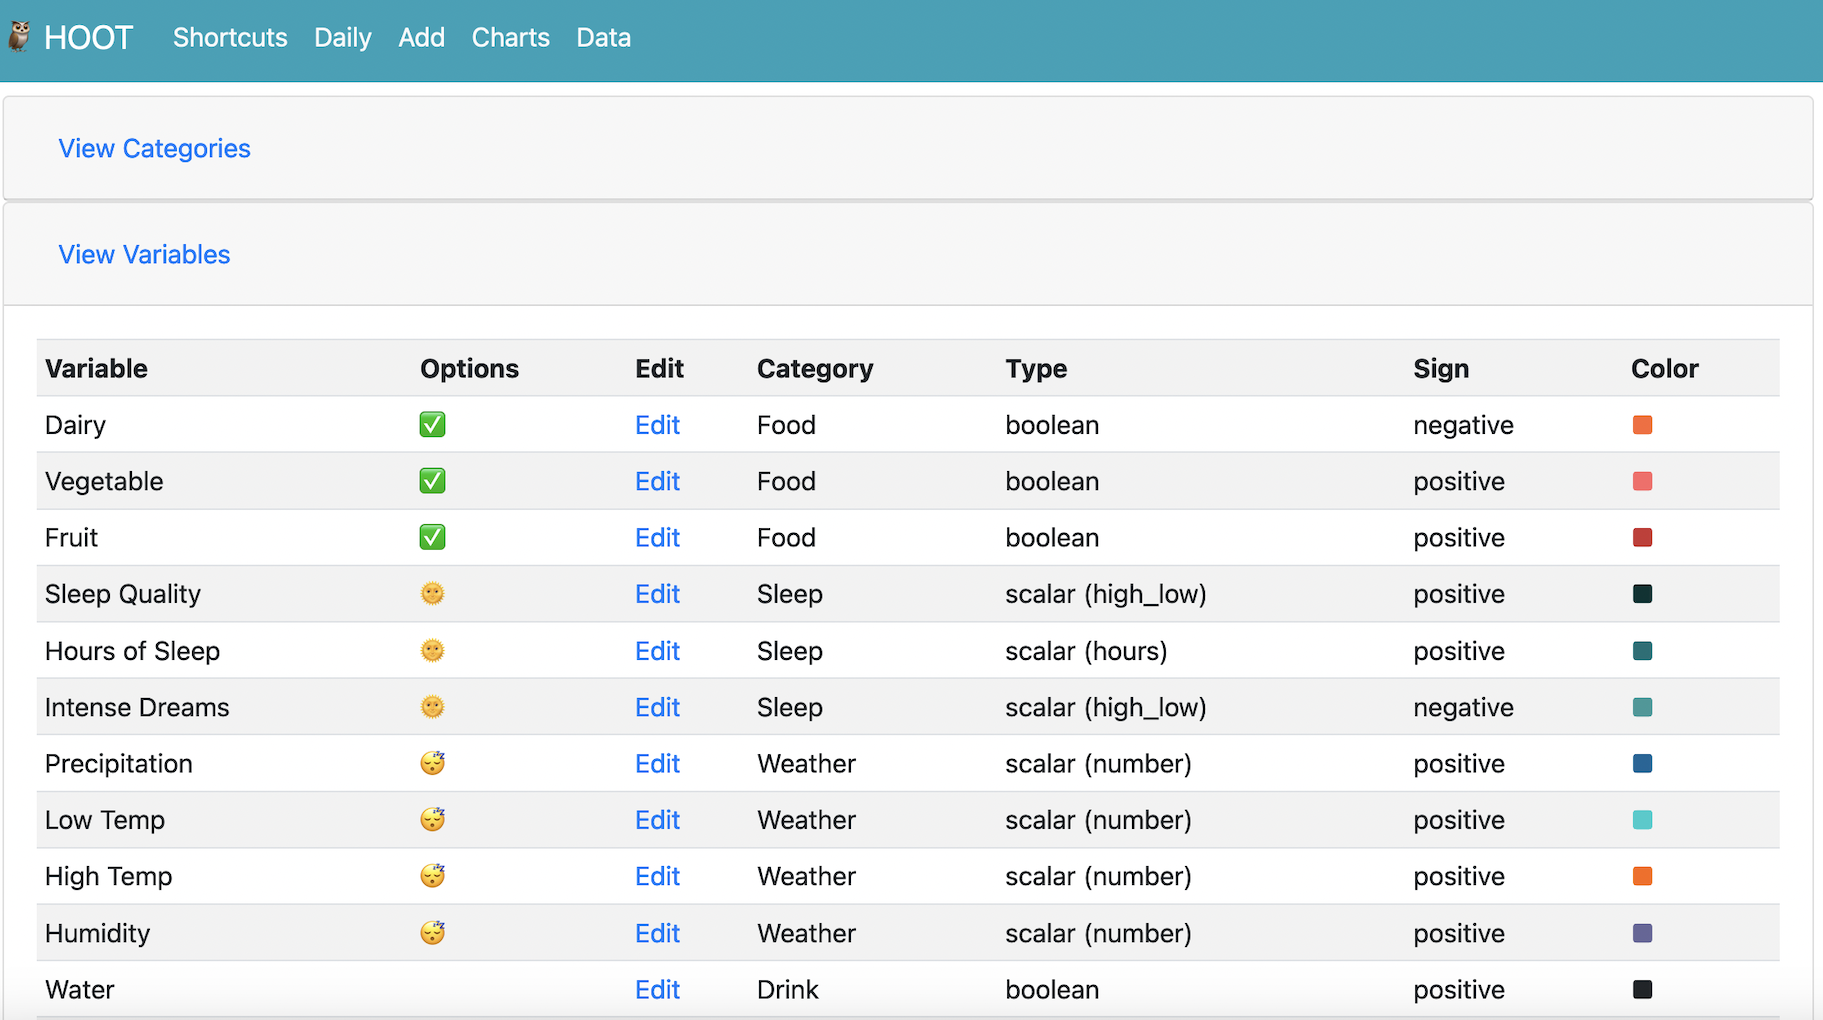 HOOT Shortcuts Daily Add Charts Data
View Categories
View Variables
Variable Options Edit Category Type Sign Color
Dairy Edit Food boolean negative
Vegetable Edit Food boolean positive
Fruit Edit Food boolean positive
Sleep Quality Edit Sleep scalar (high_low) positive
Hours of Sleep Edit Sleep scalar (hours) positive
Intense Dreams Edit Sleep scalar (high_low) negative
Precipitation Edit Weather scalar (number) positive
Low Temp Edit Weather scalar (number) positive
High Temp Edit Weather scalar (number) positive
Humidity Edit Weather scalar (number) positive
Water Edit Drink boolean positive